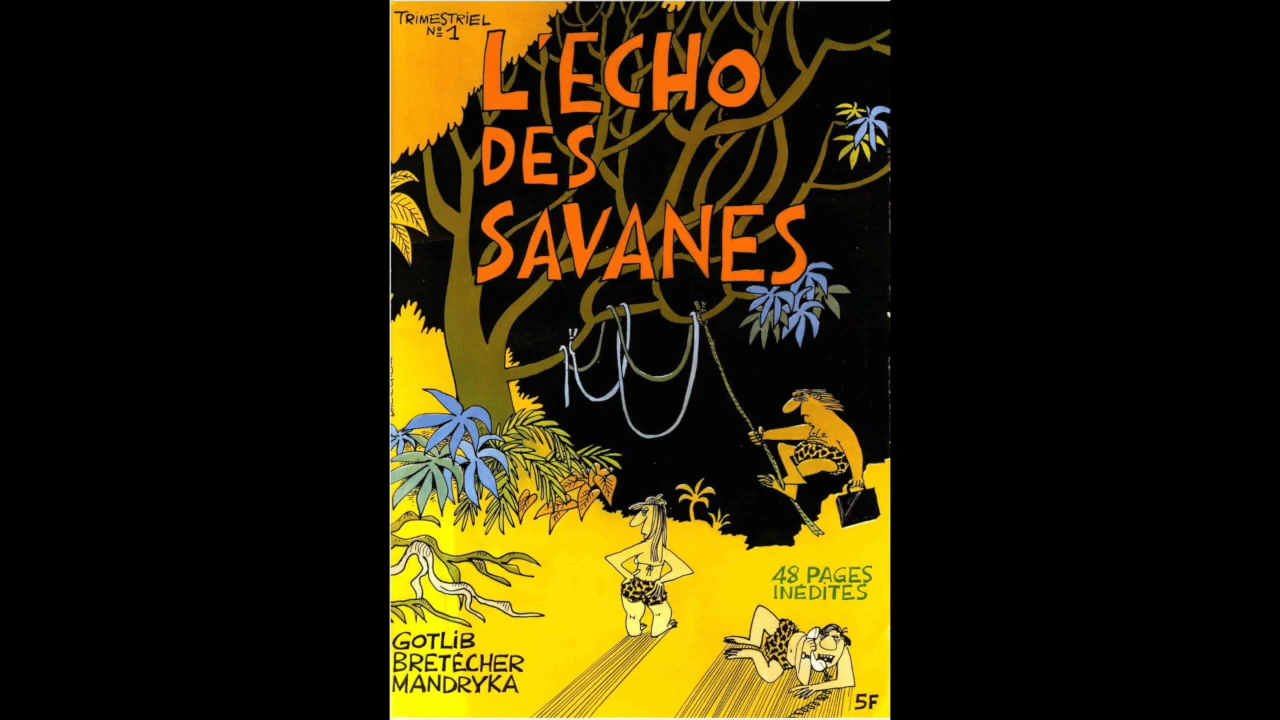 TRIMESTRIEL
Nº 1
L'ECHO
DES
SAVANES
48 PAGES
INÉDITES
GOTLIB
BRETÉCHER
MANDRYKA
5F